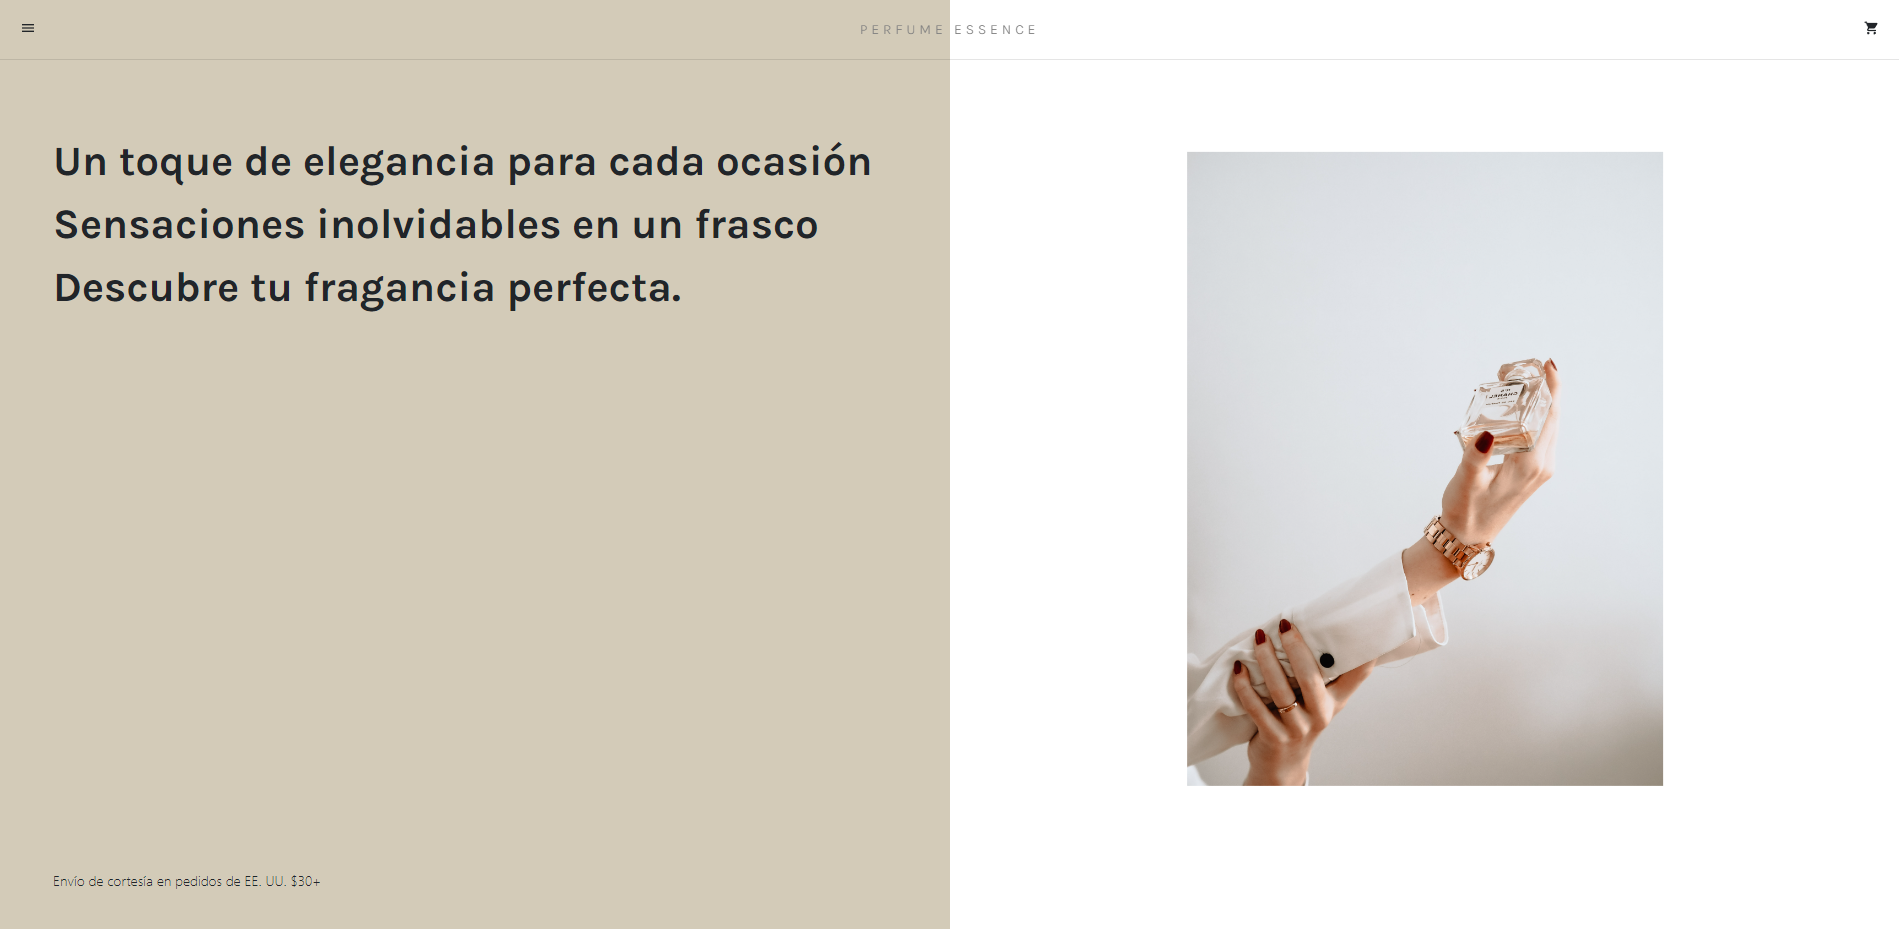 PERFUME ESSENCE
Un toque de elegancia para cada ocasión
Sensaciones inolvidables en un frasco
Descubre tu fragancia perfecta.
Envío de cortesía en pedidos de EE. UU. $30+